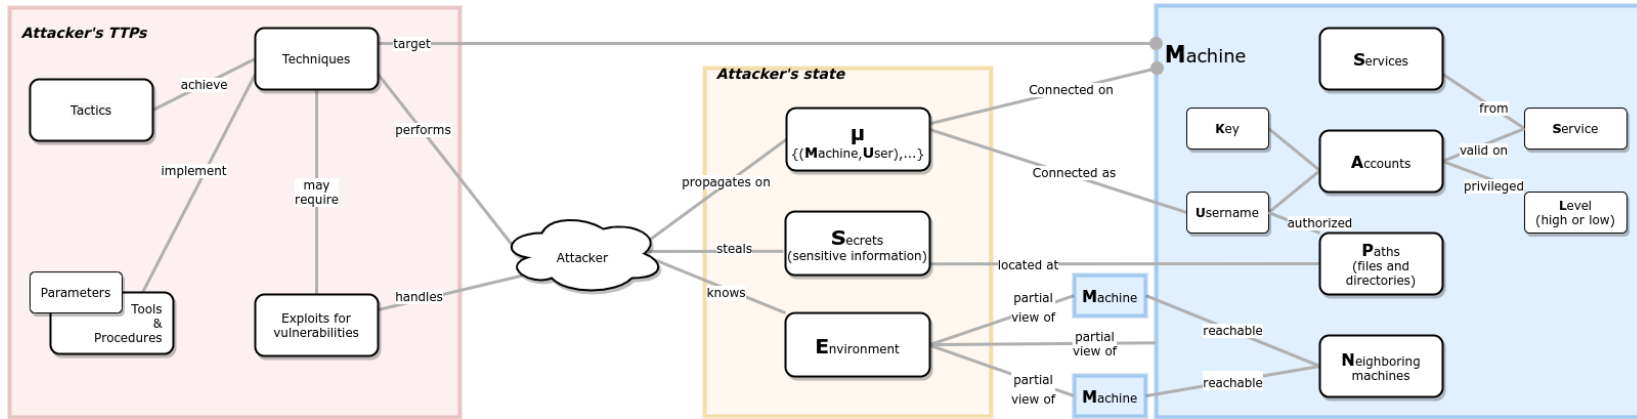 Attacker's TTPs
Techniques
achieve
Tactics
implement
may
require
Parameters
Tools
&
Procedures
Exploits for
vulnerabilities
target
performs
handles
Attacker
propagates on
steals
knows
Attacker's state
μ
{(Machine,User),...}
Secrets
(sensitive information)
Environment
Connected on
Connected as
located at
partial
view of
partial
view of
partial
view of
Machine
Machine
Machine
reachable
reachable
Services
from
Key
Service
Accounts
valid on
privileged
Username
authorized
Level
(high or low)
Paths
(files and
directories)
Neighboring
machines